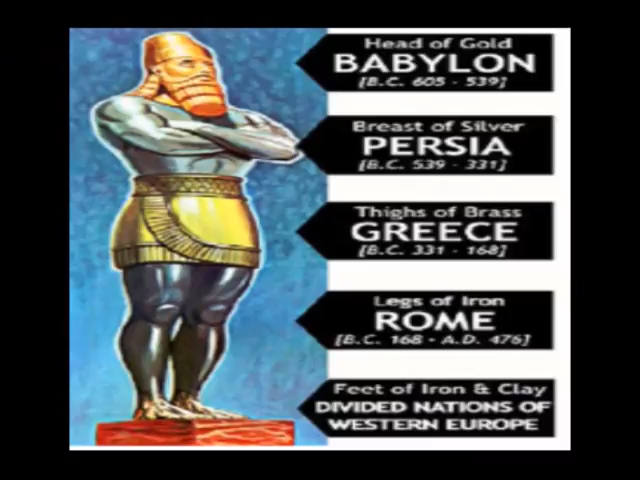 Head of Gold
BABYLON
[B.C. 605 - 539]
Breast of Silver
PERSIA
[B.C. 539 - 331]
Thighs of Brass
GREECE
[B.C. 331 - 168]
Legs of Iron
ROME
[B.C. 168 - A.D. 476]
Feet of Iron & Clay
DIVIDED NATIONS OF
WESTERN EUROPE